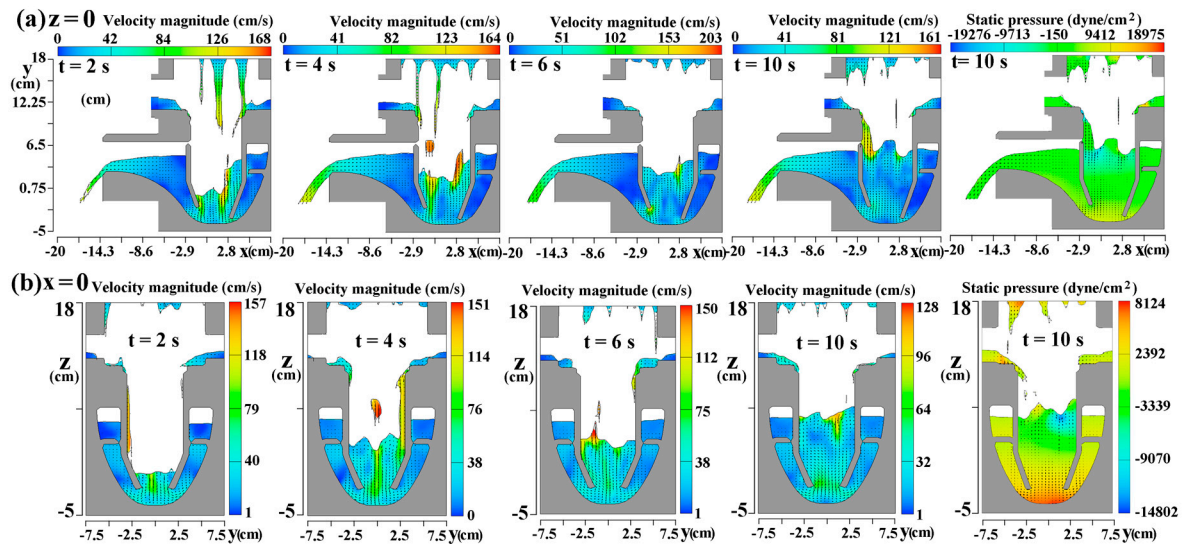 (a) z=0
Velocity magnitude (cm/s)
0 42 84 126 168
t = 2 s
Velocity magnitude (cm/s)
0 41 82 123 164
t = 4 s
Velocity magnitude (cm/s)
0 51 102 153 203
t = 6 s
Velocity magnitude (cm/s)
0 41 81 121 161
t = 10 s
Static pressure (dyne/cm²)
-19276 -9713 -150 9412 18975
t= 10 s
18
y
(cm)
(cm)
12.25
6.5
0.75
-5
-20 -14.3 -8.6 -2.9 2.8 x(cm)
-20 -14.3 -8.6 -2.9 2.8 x(cm)
-20 -14.3 -8.6 -2.9 2.8 x(cm)
-20 -14.3 -8.6 -2.9 2.8 x(cm)
-20 -14.3 -8.6 -2.9 2.8 x(cm)
(b) x=0
Velocity magnitude (cm/s)
18
Z
(cm)
-5
t = 2 s
157
118
79
40
1
-7.5 -2.5 2.5 y(cm)
Velocity magnitude (cm/s)
18
Z
(cm)
-5
t = 4 s
151
114
76
38
0
-7.5 -2.5 2.5 y(cm)
Velocity magnitude (cm/s)
18
Z
(cm)
-5
t = 6 s
150
112
75
38
1
-7.5 -2.5 2.5 y(cm)
Velocity magnitude (cm/s)
18
Z
(cm)
-5
t = 10 s
128
96
64
32
1
-7.5 -2.5 2.5 y(cm)
Static pressure (dyne/cm²)
18
Z
(cm)
-5
t = 10 s
8124
2392
-3339
-9070
-14802
-7.5 -2.5 2.5 y(cm)